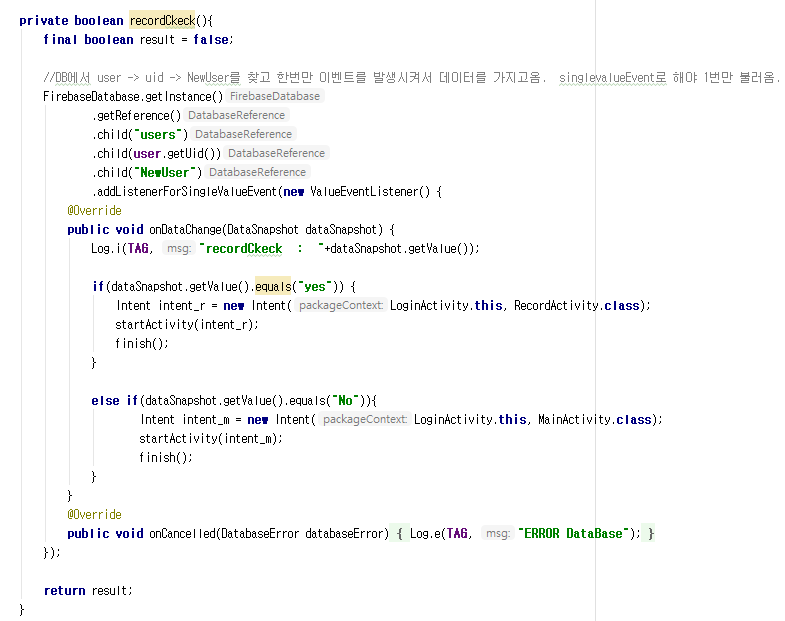 private boolean recordCkeck(){
final boolean result = false;
//DB에서 user -> uid -> NewUser를 찾고 한번만 이벤트를 발생시켜서 데이터를 가지고옴. singlevalueEvent로 해야 1번만 불러옴.
FirebaseDatabase.getInstance() FirebaseDatabase
.getReference() DatabaseReference
.child("users") DatabaseReference
.child(user.getUid()) DatabaseReference
.child("NewUser") DatabaseReference
.addListenerForSingleValueEvent(new ValueEventListener() {
@Override
public void onDataChange(DataSnapshot dataSnapshot) {
Log.i(TAG, msg: "recordCkeck  :  "+dataSnapshot.getValue());
if(dataSnapshot.getValue().equals("yes")) {
Intent intent_r = new Intent( packageContext: LoginActivity.this, RecordActivity.class);
startActivity(intent_r);
finish();
}
else if(dataSnapshot.getValue().equals("No")){
Intent intent_m = new Intent( packageContext: LoginActivity.this, MainActivity.class);
startActivity(intent_m);
finish();
}
}
@Override
public void onCancelled(DatabaseError databaseError) { Log.e(TAG, msg: "ERROR DataBase"); }
});
return result;
}